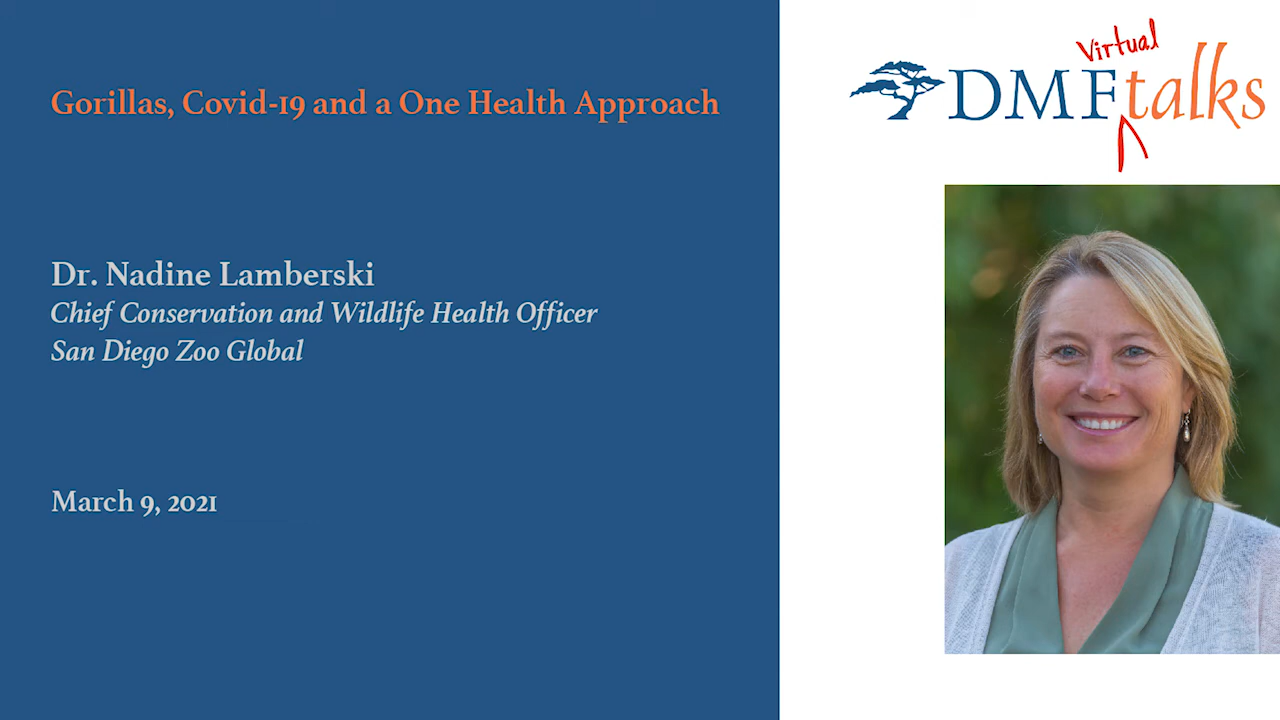 Gorillas, Covid-19 and a One Health Approach
Dr. Nadine Lamberski
Chief Conservation and Wildlife Health Officer
San Diego Zoo Global
March 9, 2021
Virtual
DMF talks